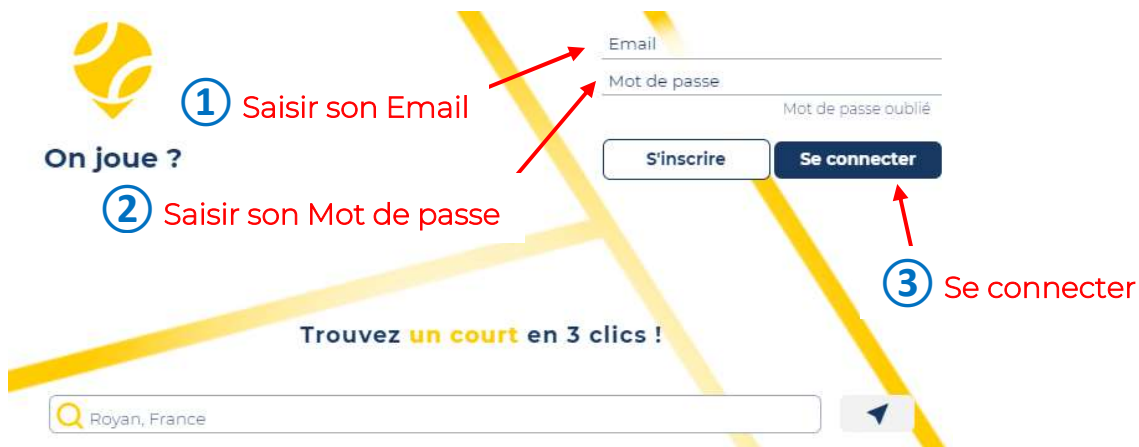 Email
Mot de passe
① Saisir son Email
Mot de passe oublié
On joue ?
S'inscrire
Se connecter
② Saisir son Mot de passe
③ Se connecter
Trouvez un court en 3 clics !
Royan, France